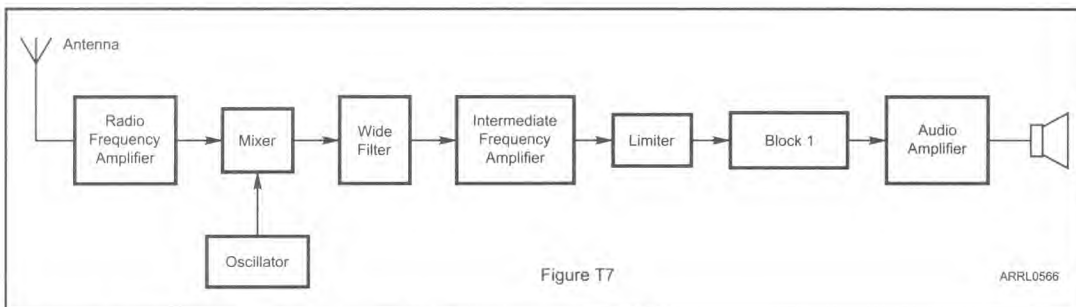 Antenna
Radio
Frequency
Amplifier
Mixer
Wide
Filter
Intermediate
Frequency
Amplifier
Limiter
Block 1
Audio
Amplifier
Oscillator
Figure T7
ARRL0566